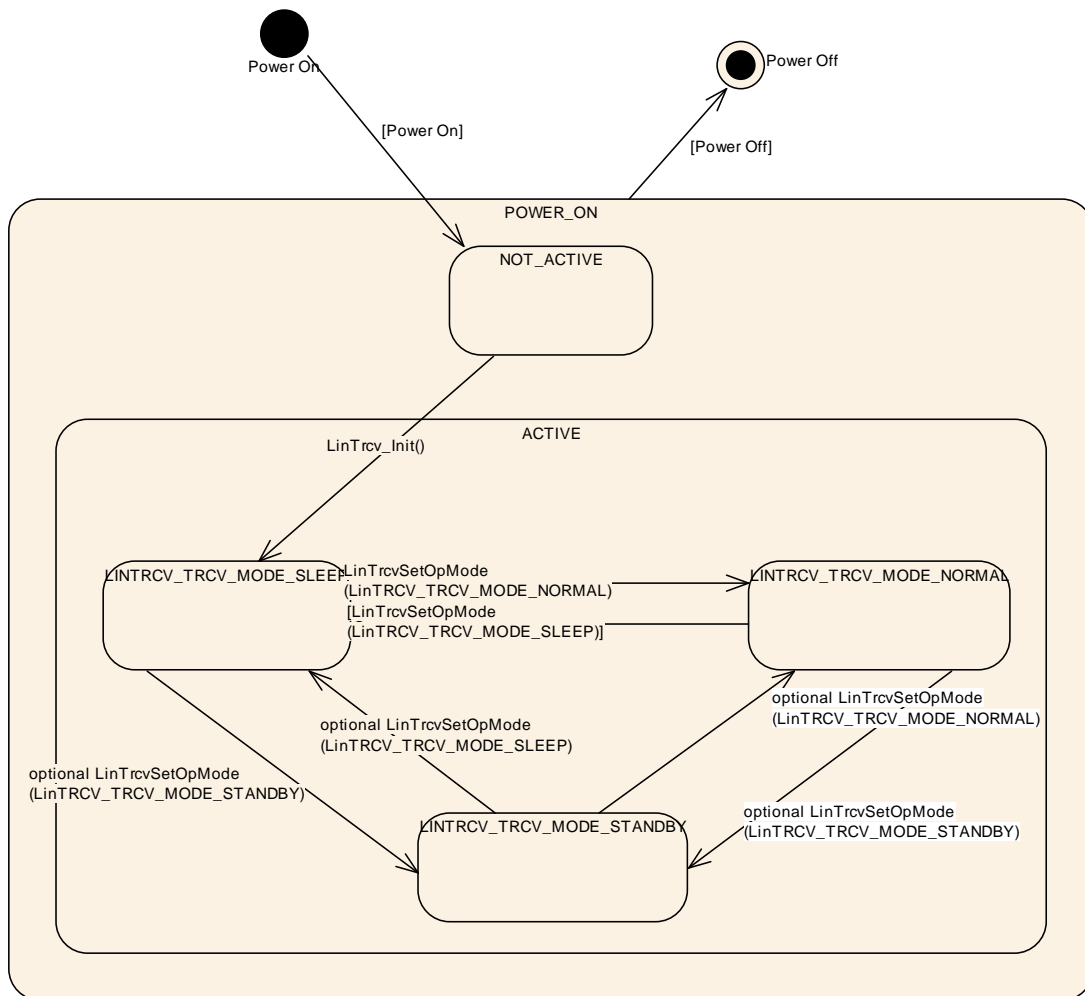 Power On
Power Off
[Power On]
[Power Off]
POWER_ON
NOT_ACTIVE
ACTIVE
LinTrcv_Init()
LINTRCV_TRCV_MODE_SLEEP
LinTRCVSetOpMode
(LinTRCV_TRCV_MODE_NORMAL)
LINTRCV_TRCV_MODE_NORMAL
[LinTrcvSetOpMode
(LinTRCV_TRCV_MODE_SLEEP)]
optional LinTrcvSetOpMode
(LinTRCV_TRCV_MODE_NORMAL)
optional LinTrcvSetOpMode
(LinTRCV_TRCV_MODE_SLEEP)
optional LinTrcvSetOpMode
(LinTRCV_TRCV_MODE_STANDBY)
optional LinTrcvSetOpMode
(LinTRCV_TRCV_MODE_STANDBY)
LINTRCV_TRCV_MODE_STANDBY